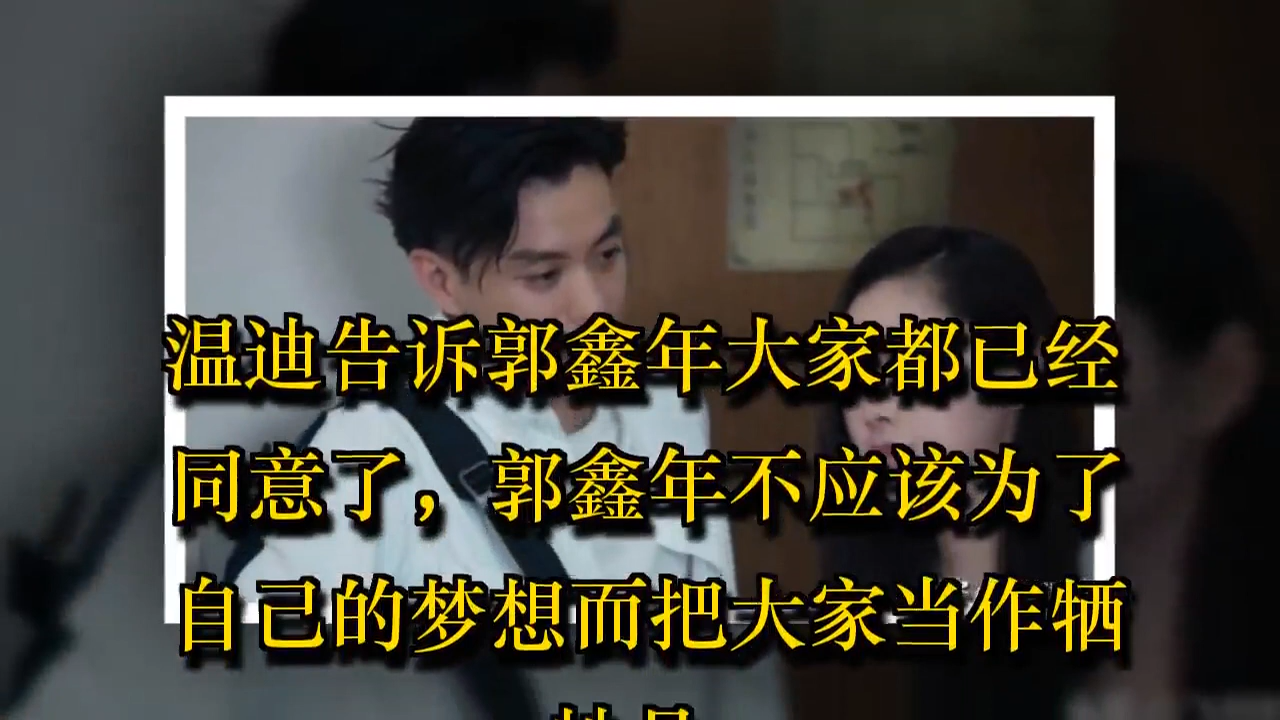 温迪告诉郭鑫年大家都已经
同意了，郭鑫年不应该为了
自己的梦想而把大家当作牺